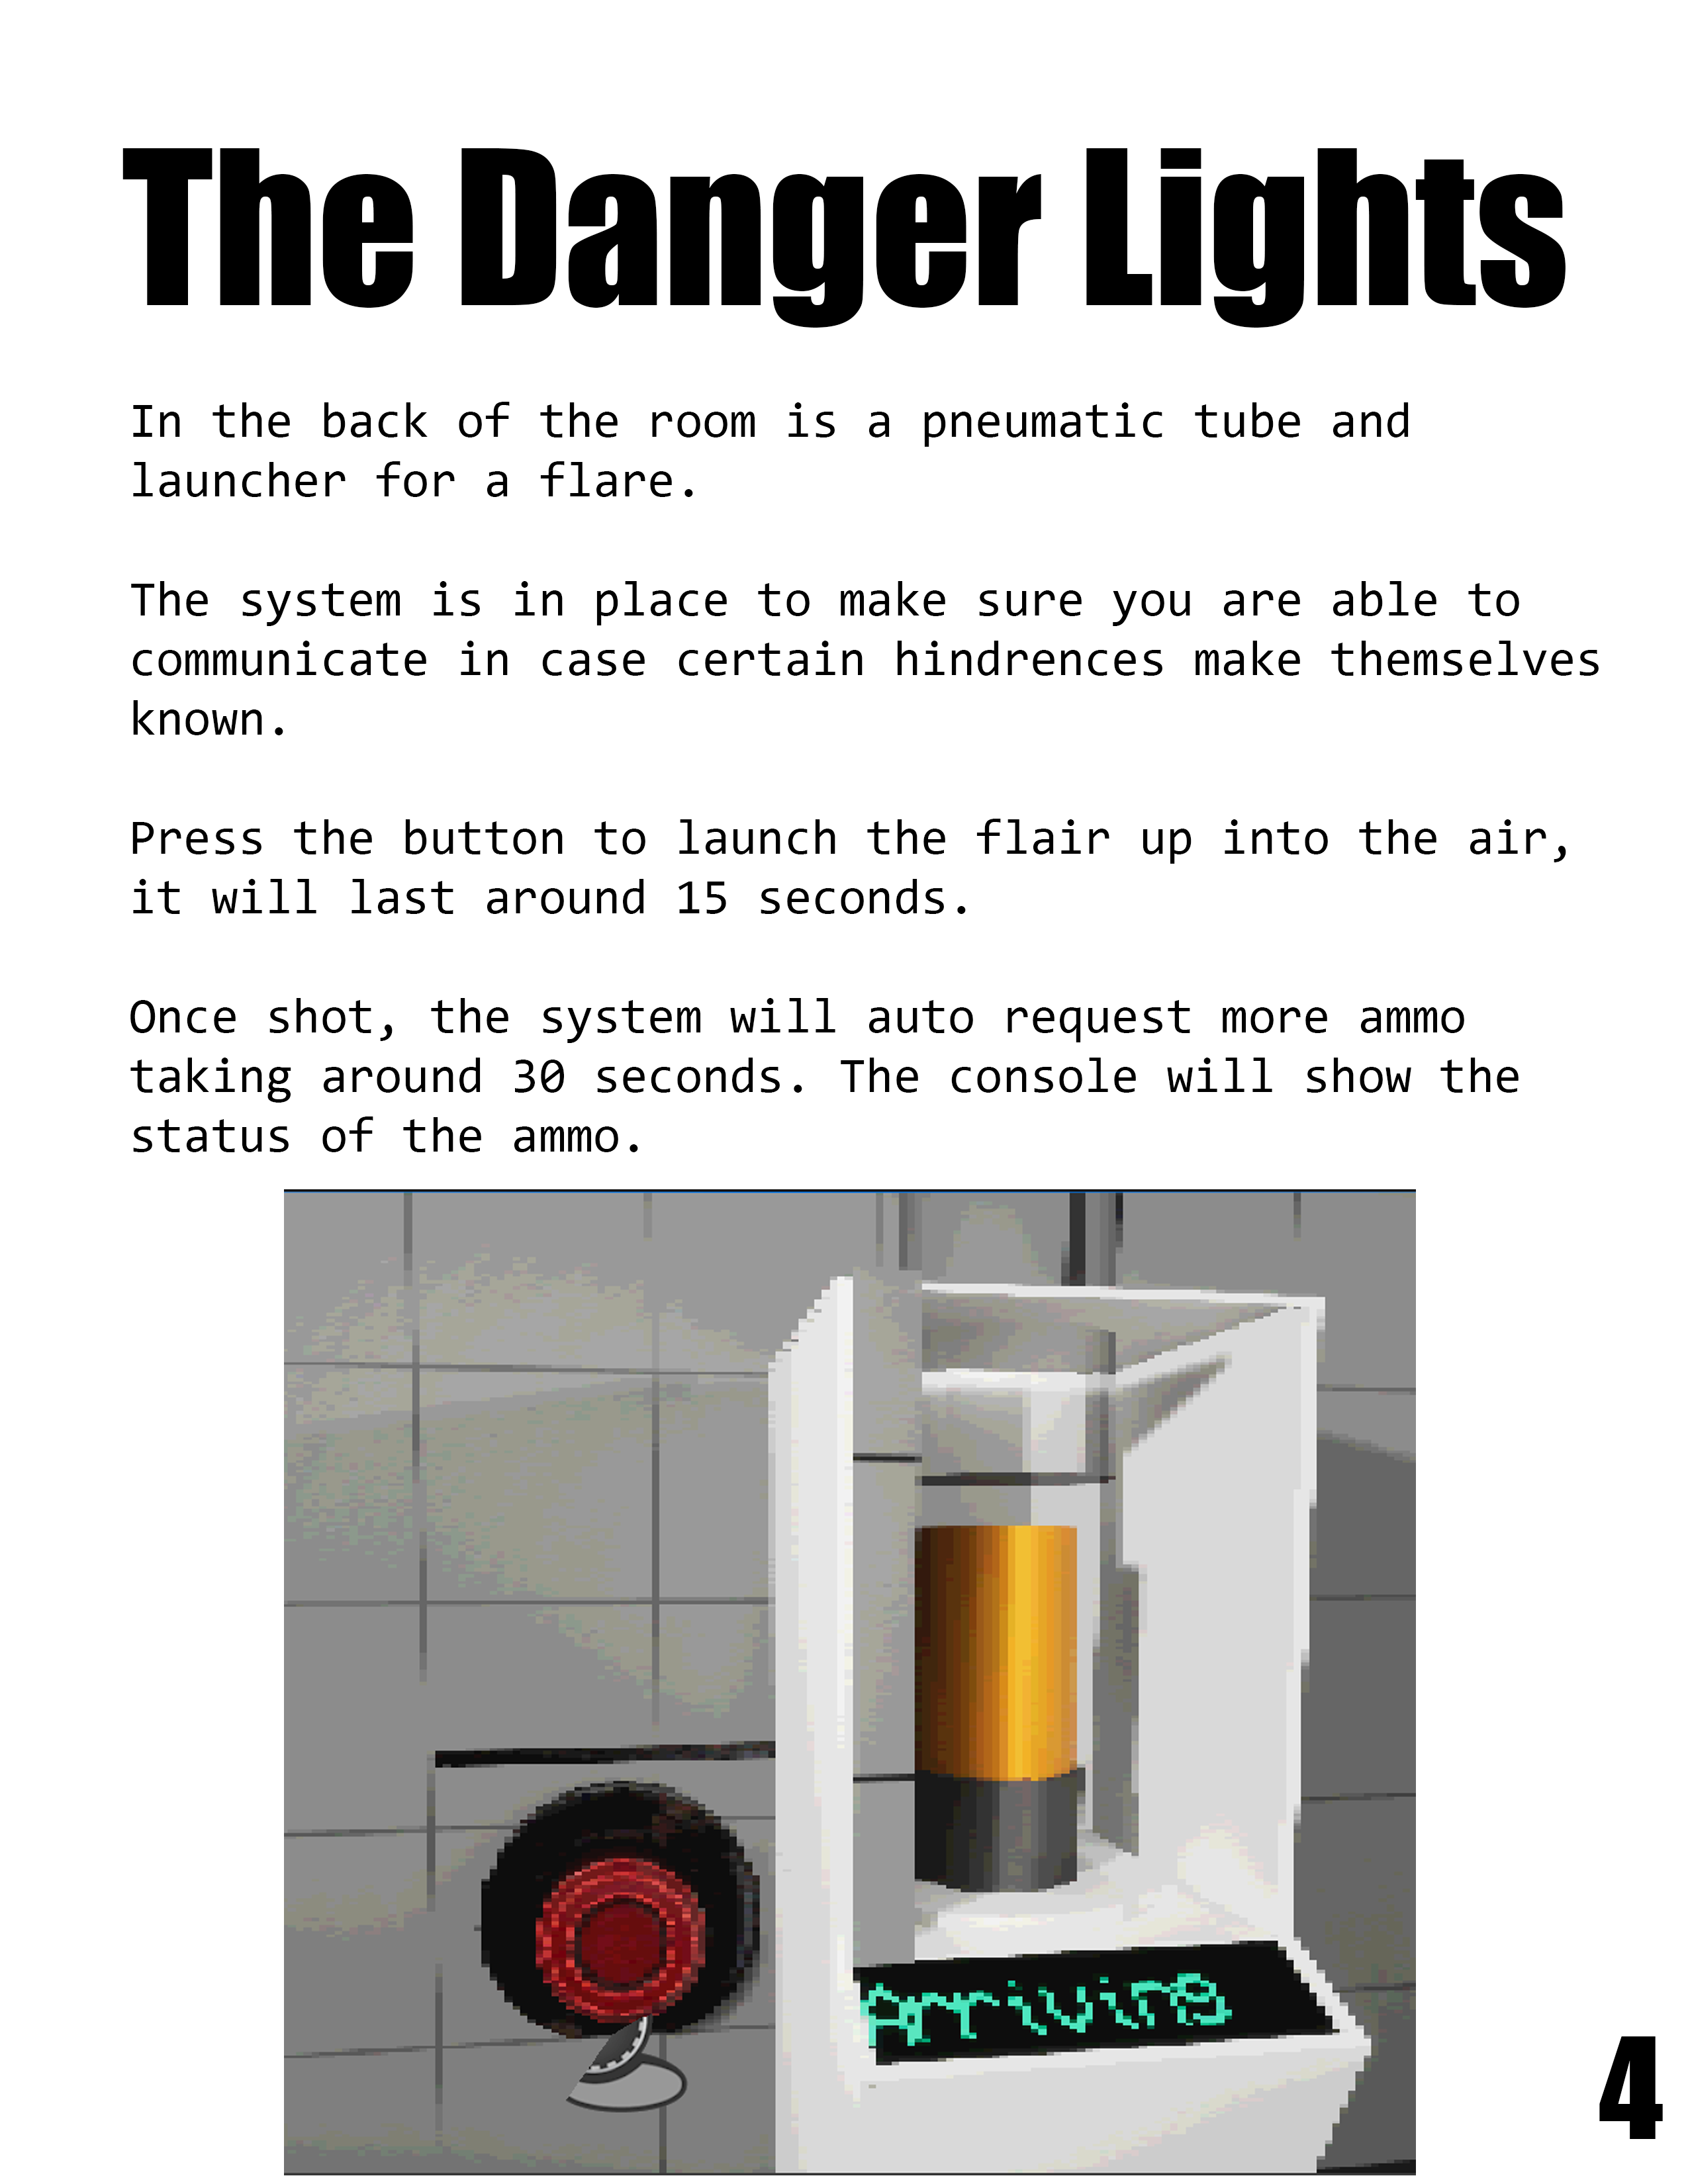 The Danger Lights
In the back of the room is a pneumatic tube and
launcher for a flare.
The system is in place to make sure you are able to
communicate in case certain hindrences make themselves
known.
Press the button to launch the flair up into the air,
it will last around 15 seconds.
Once shot, the system will auto request more ammo
taking around 30 seconds. The console will show the
status of the ammo.
Arriving
4